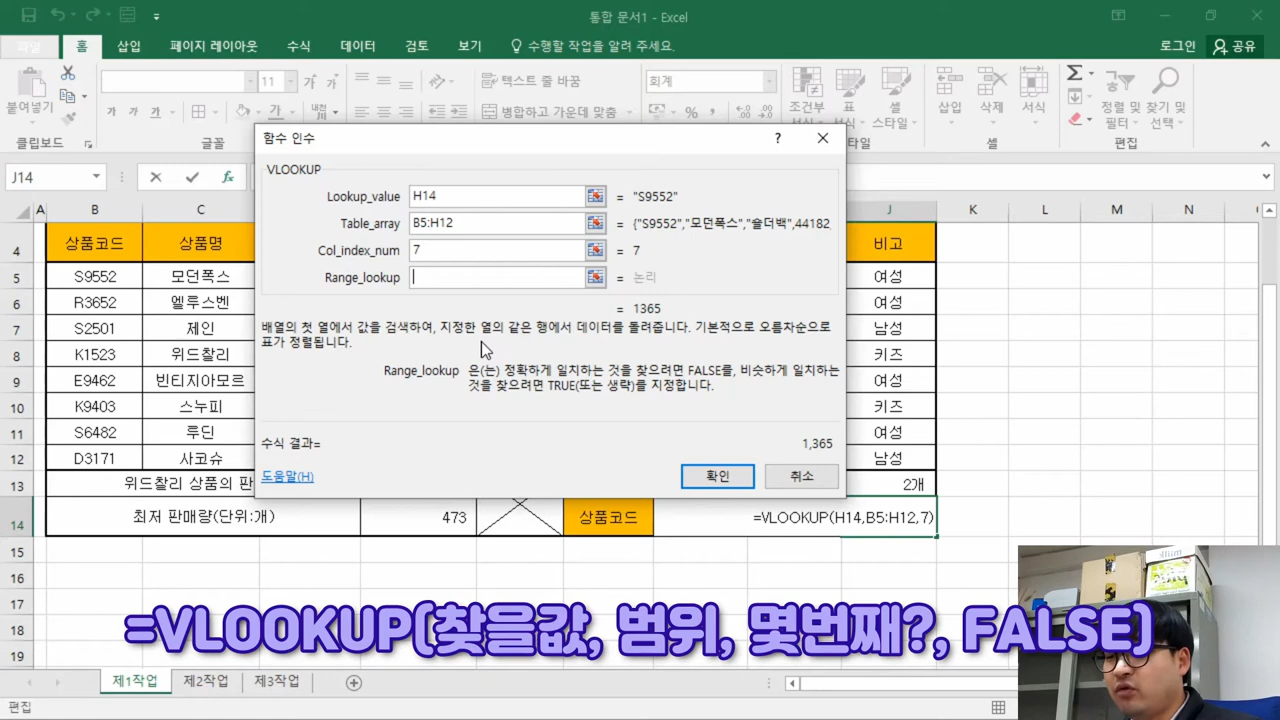 통합 문서1 - Excel
파일 홈 삽입 페이지 레이아웃 수식 데이터 검토 보기 수행할 작업을 알려 주세요. 로그인 공유
붙여넣기
11
가 가
텍스트 줄 바꿈
회계
가 가 가
내천
병합하고 가운데 맞춤
% ,
조건부
표
셀
스타일
삽입 삭제 서식
정렬 및
필터
찾기 및
선택
클립보드 글꼴 셀 편집
J14
함수 인수
VLOOKUP
Lookup_value H14 = "S9552"
Table_array B5:H12 = {"S9552","모던폭스","숄더백",44182,
Col_index_num 7 = 7
Range_lookup = 논리
= 1365
배열의 첫 열에서 값을 검색하여, 지정한 열의 같은 행에서 데이터를 돌려줍니다. 기본적으로 오름차순으로
표가 정렬됩니다.
Range_lookup 은(는) 정확하게 일치하는 것을 찾으려면 FALSE를, 비슷하게 일치하는
것을 찾으려면 TRUE(또는 생략)를 지정합니다.
수식 결과= 1,365
도움말(H) 확인 취소
A B C J K L M N
4 상품코드 상품명 비고
5 S9552 모던폭스 여성
6 R3652 엘루스벤 여성
7 S2501 제인 남성
8 K1523 위드찰리 키즈
9 E9462 빈티지아모르 여성
10 K9403 스누피 키즈
11 S6482 루딘 여성
12 D3171 사코슈 남성
13 위드찰리 상품의 판 2개
14 최저 판매량(단위:개) 473 상품코드 =VLOOKUP(H14,B5:H12,7)
15
16
17
18
19
=VLOOKUP(찾을값, 범위, 몇번째?, FALSE)
제1작업 제2작업 제3작업
편집